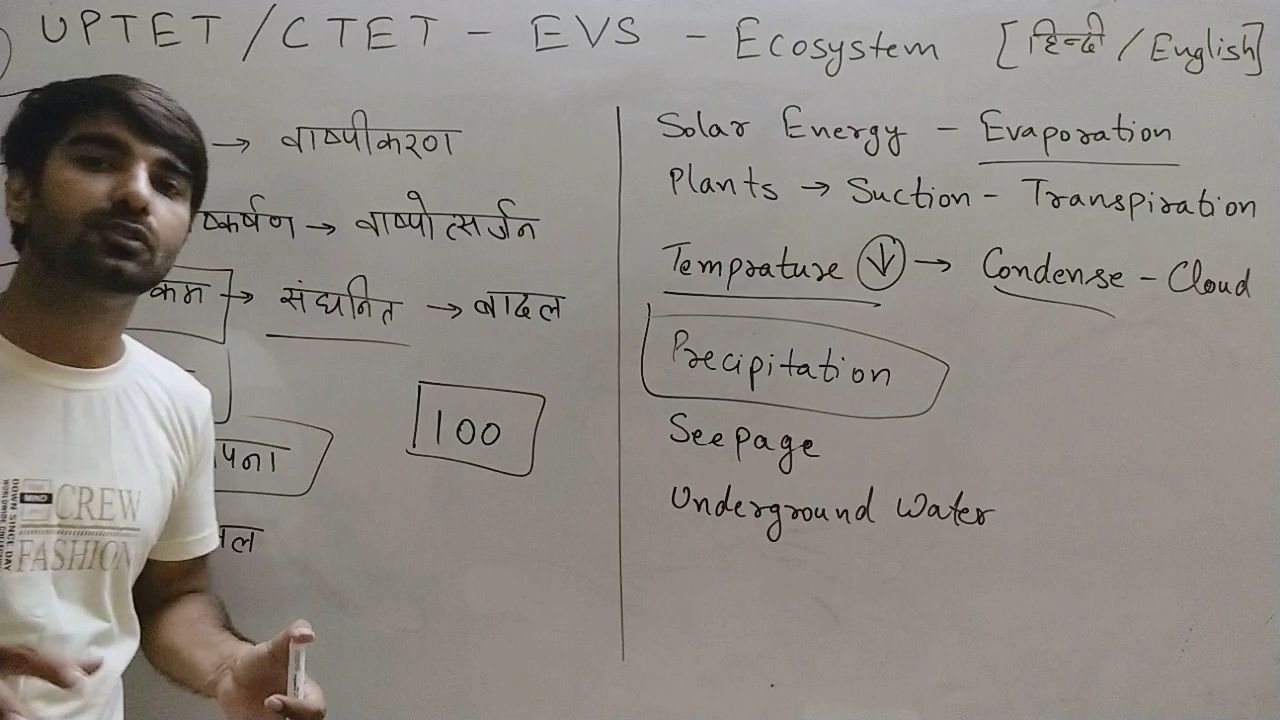 UPTET / CTET - EVS - Ecosystem [हिन्दी / English]
→ वाष्पीकरण
ष्कर्षण → वाष्पोत्सर्जन
कम → संघनित → बादल
100
पना
ल
Solar Energy - Evaporation
Plants → Suction - Transpiration
Temprature ↓ → Condense - Cloud
Precipitation
Seepage
Underground Water
MIND
CREW
FASHION